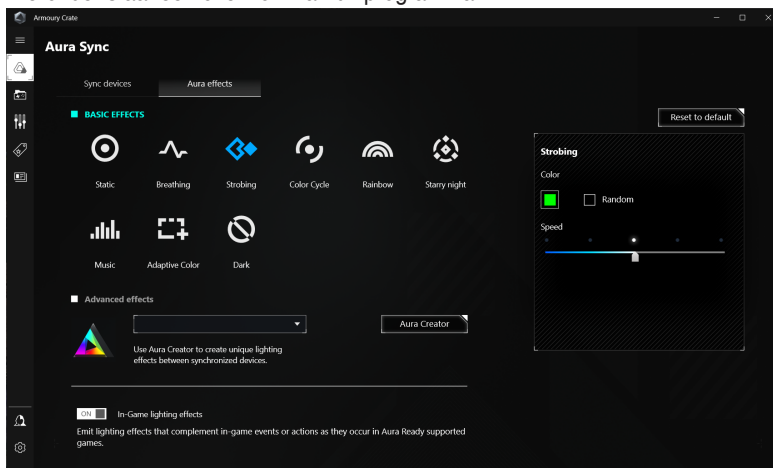 Armoury Crate
Aura Sync
Sync devices
Aura effects
BASIC EFFECTS
Static
Breathing
Strobing
Color Cycle
Rainbow
Starry night
Music
Adaptive Color
Dark
Advanced effects
Aura Creator
Use Aura Creator to create unique lighting
effects between synchronized devices.
ON
In-Game lighting effects
Emit lighting effects that complement in-game events or actions as they occur in Aura Ready supported
games.
Reset to default
Strobing
Color
Random
Speed